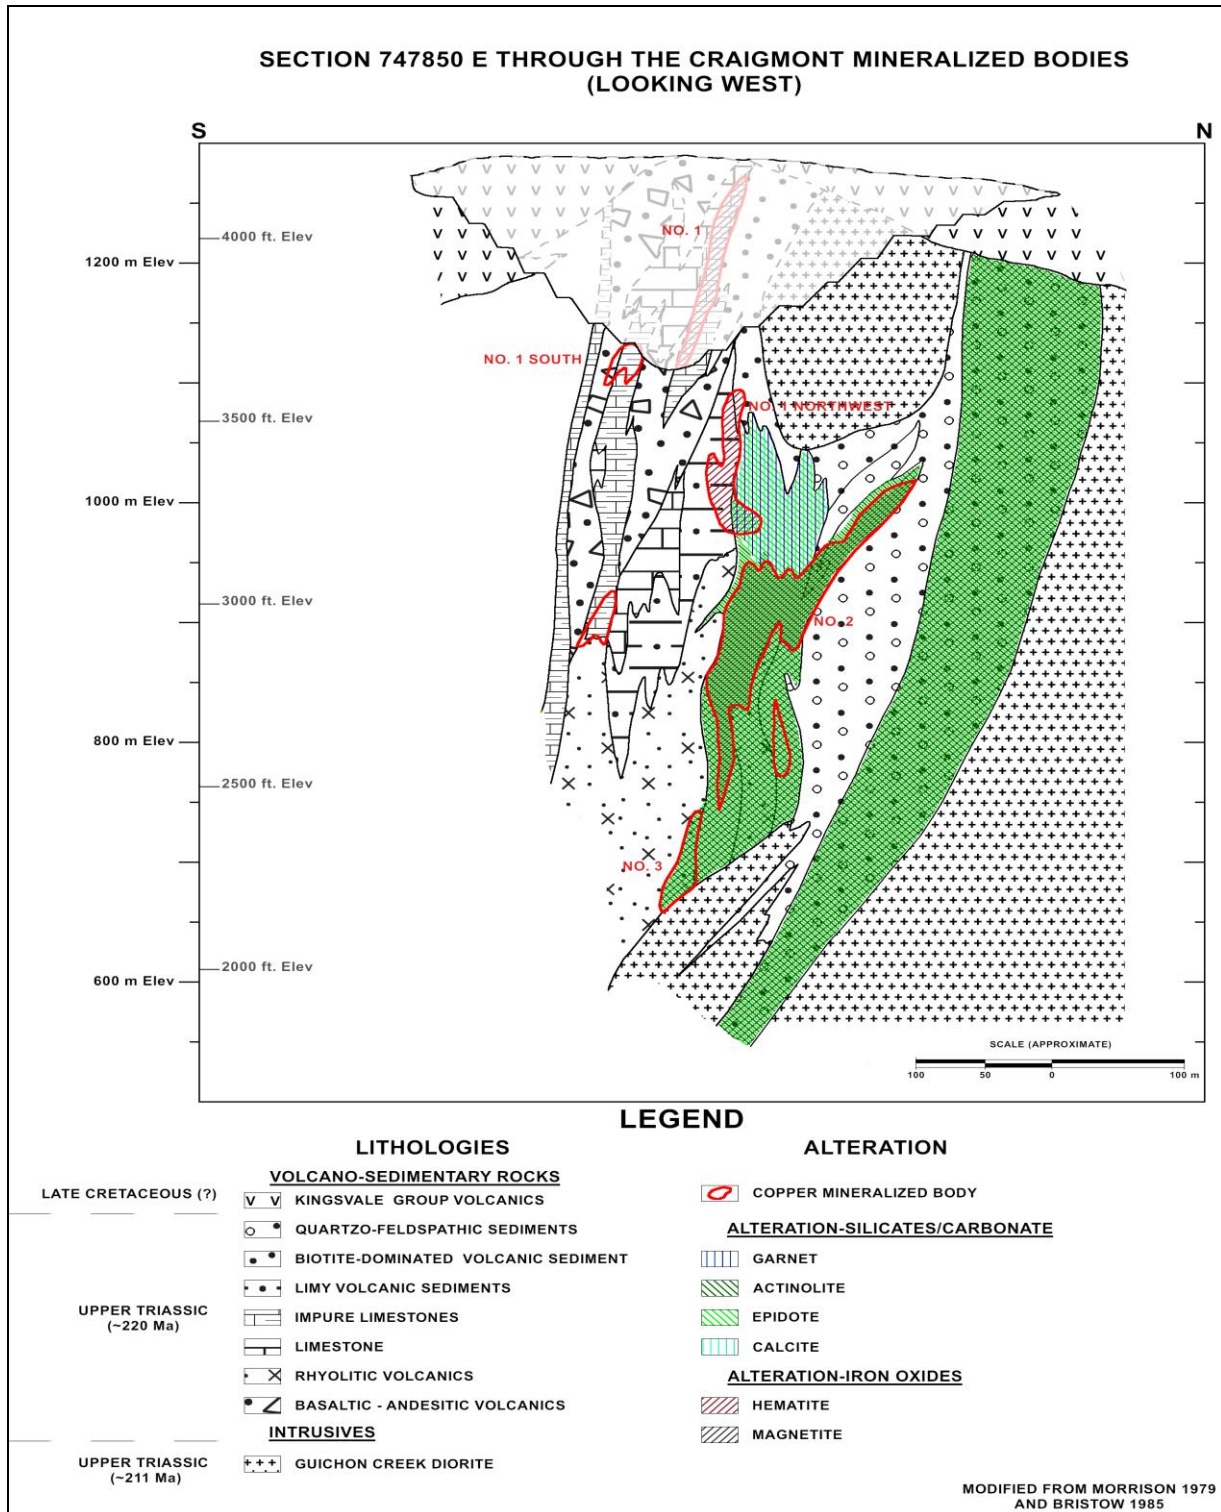 SECTION 747850 E THROUGH THE CRAIGMONT MINERALIZED BODIES
(LOOKING WEST)
S
N
4000 ft. Elev
NO. 1
1200 m Elev
NO. 1 SOUTH
NO. 1 NORTHWEST
3500 ft. Elev
1000 m Elev
3000 ft. Elev
NO. 2
800 m Elev
2500 ft. Elev
NO. 3
2000 ft. Elev
600 m Elev
SCALE (APPROXIMATE)
100 50 0 100 m
LEGEND
LITHOLOGIES
VOLCANO-SEDIMENTARY ROCKS
LATE CRETACEOUS (?)
KINGSVALE GROUP VOLCANICS
QUARTZO-FELDSPATHIC SEDIMENTS
BIOTITE-DOMINATED VOLCANIC SEDIMENT
LIMY VOLCANIC SEDIMENTS
UPPER TRIASSIC
(~220 Ma)
IMPURE LIMESTONES
LIMESTONE
RHYOLITIC VOLCANICS
BASALTIC - ANDESITIC VOLCANICS
INTRUSIVES
UPPER TRIASSIC
(~211 Ma)
GUICHON CREEK DIORITE
ALTERATION
COPPER MINERALIZED BODY
ALTERATION-SILICATES/CARBONATE
GARNET
ACTINOLITE
EPIDOTE
CALCITE
ALTERATION-IRON OXIDES
HEMATITE
MAGNETITE
MODIFIED FROM MORRISON 1979
AND BRISTOW 1985